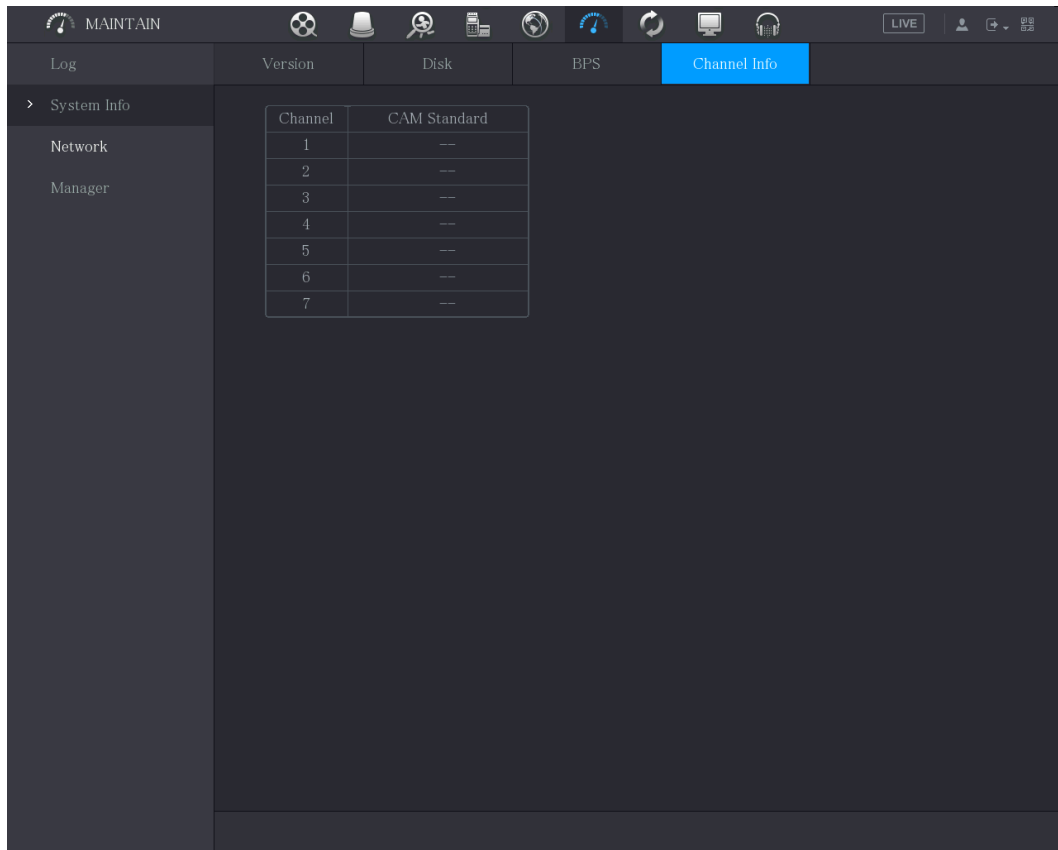 MAINTAIN LIVE
Log
System Info
Network
Manager
Version Disk BPS Channel Info
Channel CAM Standard
1 --
2 --
3 --
4 --
5 --
6 --
7 --